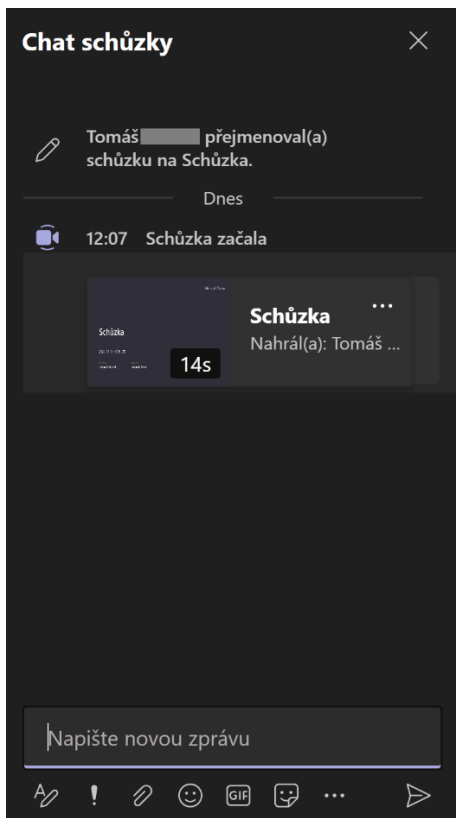 Chat schůzky
Tomáš přejmenoval(a)
schůzku na Schůzka.
Dnes
12:07 Schůzka začala
Schůzka
14s
Schůzka
Nahrál(a): Tomáš ...
Napište novou zprávu
GIF